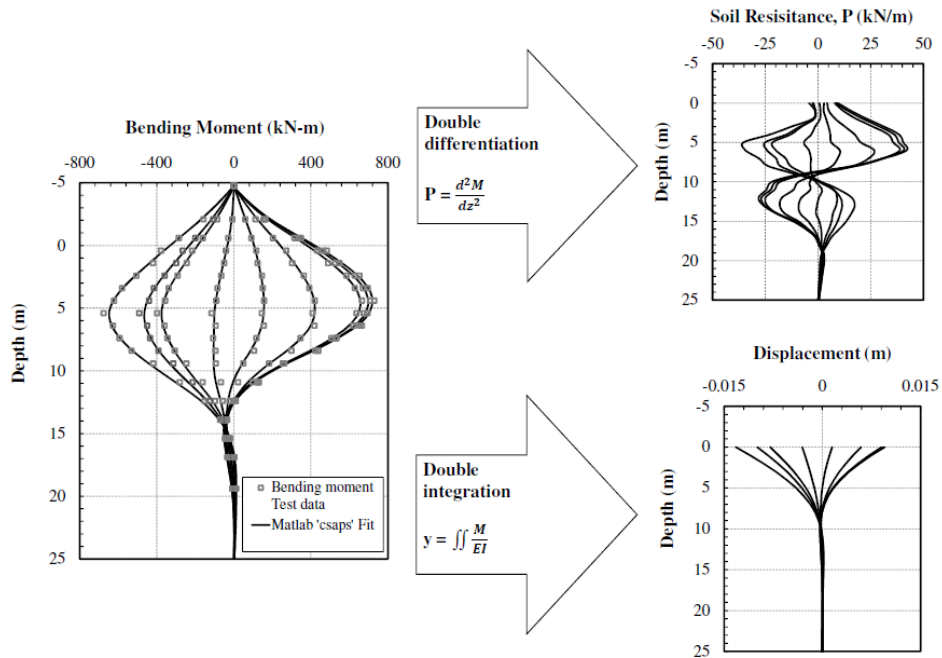 Bending Moment (kN-m)
-800 -400 0 400 800
-5
0
5
10
15
20
25
Depth (m)
Bending moment
Test data
Matlab 'csaps' Fit
Double
differentiation
P = d²M/dz²
Double
integration
y = ∬ M/EI
Soil Resisitance, P (kN/m)
-50 -25 0 25 50
-5
0
5
10
15
20
25
Depth (m)
Displacement (m)
-0.015 0 0.015
-5
0
5
10
15
20
25
Depth (m)